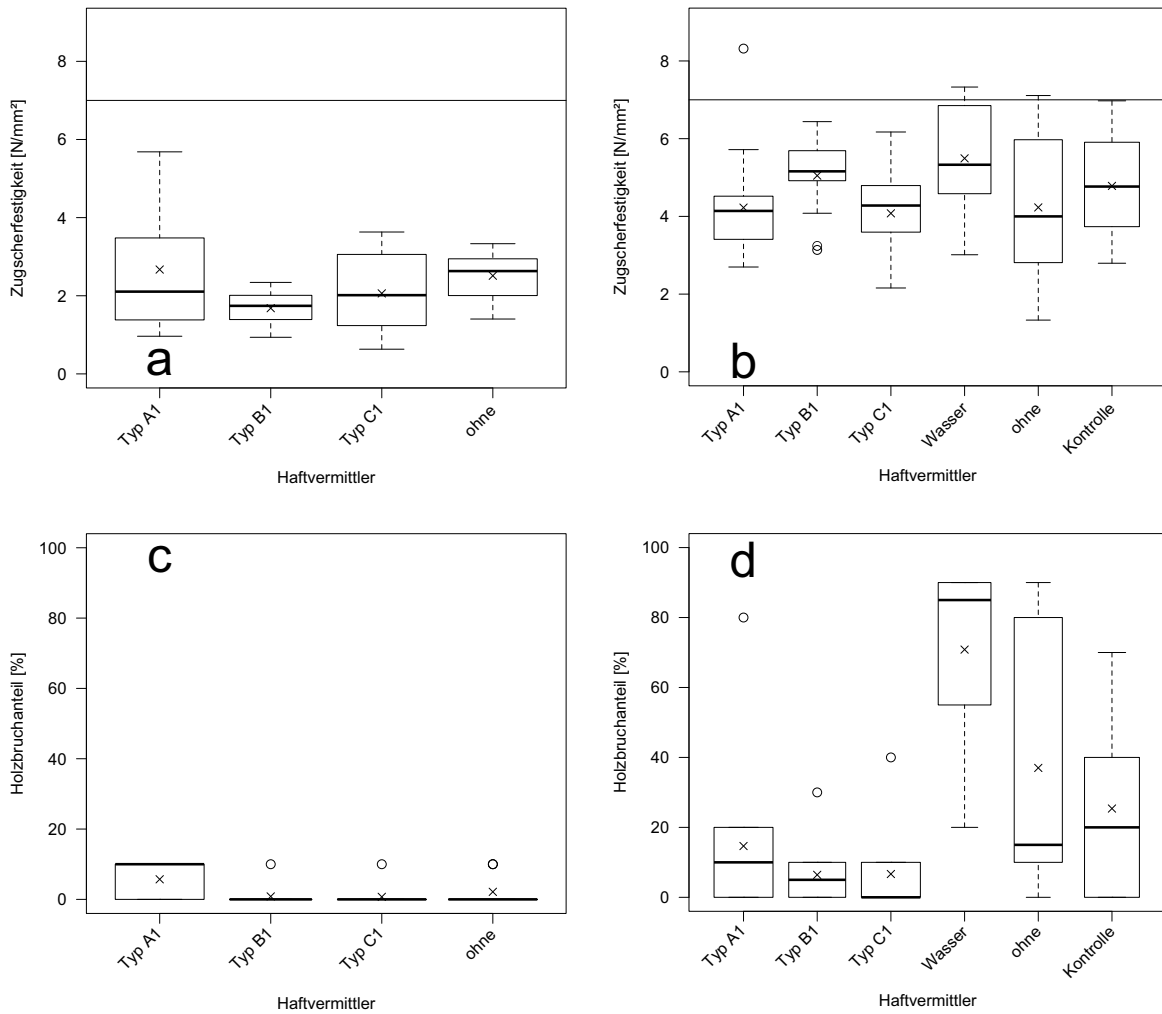 Zugscherfestigkeit [N/mm²]
8
6
4
2
0
a
Typ A1
Typ B1
Typ C1
ohne
Haftvermittler
Zugscherfestigkeit [N/mm²]
8
6
4
2
0
b
Typ A1
Typ B1
Typ C1
Wasser
ohne
Kontrolle
Haftvermittler
Holzbruchanteil [%]
100
80
60
40
20
0
c
Typ A1
Typ B1
Typ C1
ohne
Haftvermittler
Holzbruchanteil [%]
100
80
60
40
20
0
d
Typ A1
Typ B1
Typ C1
Wasser
ohne
Kontrolle
Haftvermittler